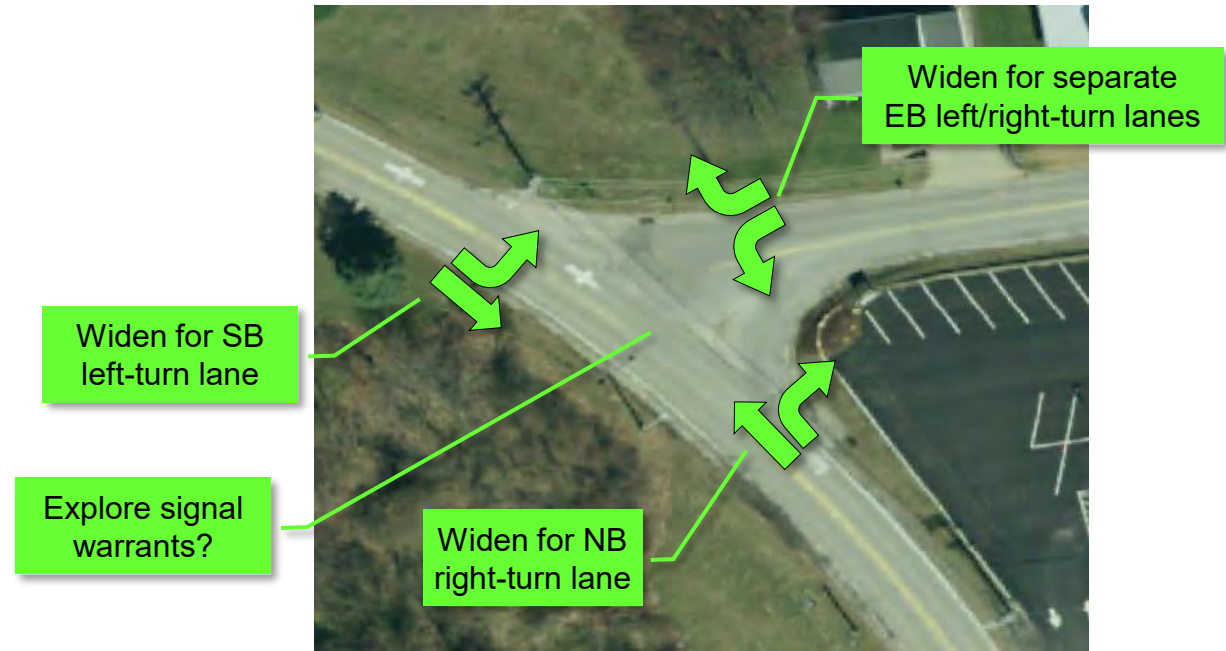 Widen for separate
EB left/right-turn lanes
Widen for SB
left-turn lane
Explore signal
warrants?
Widen for NB
right-turn lane